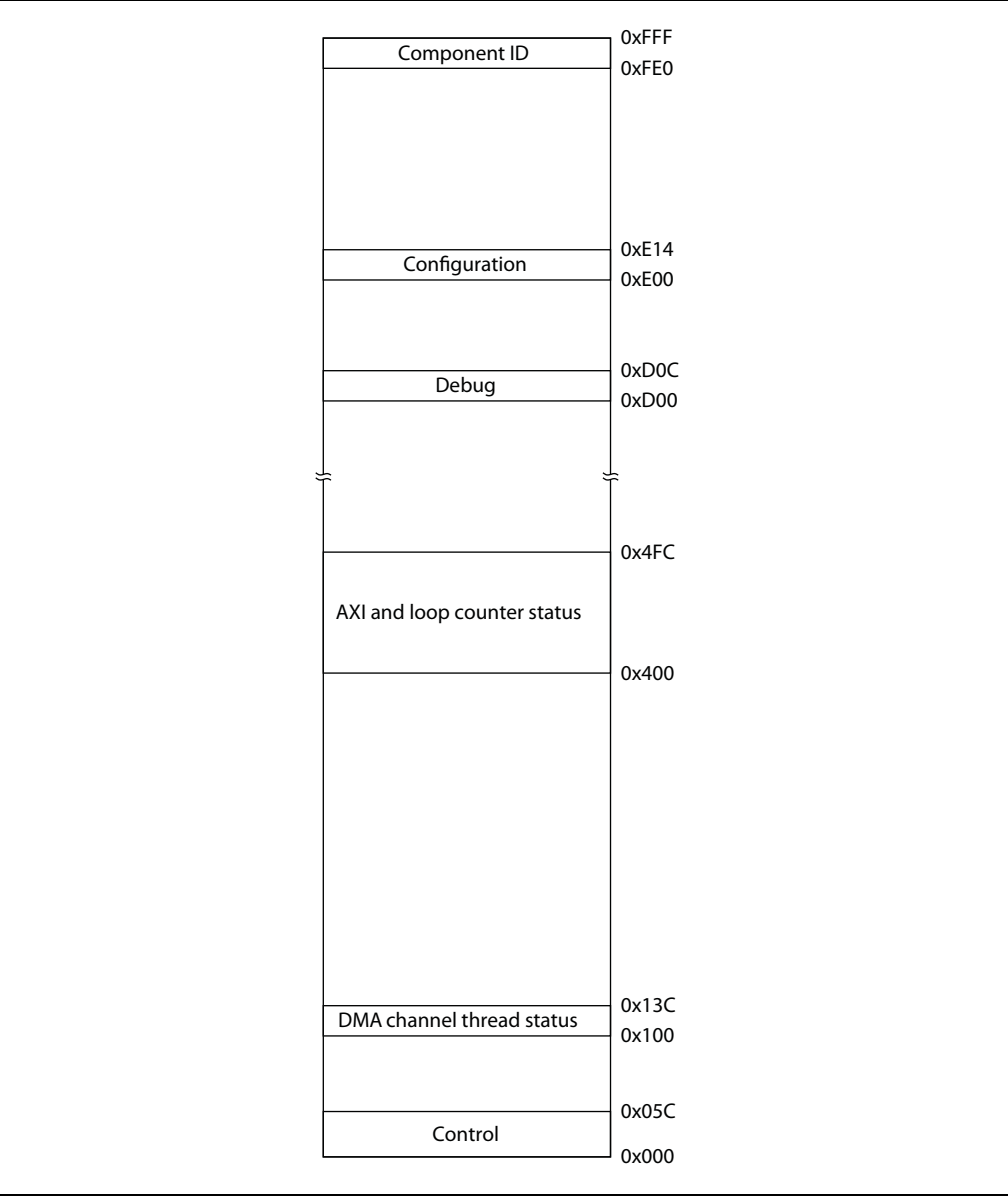 0xFFF
Component ID
0xFE0
0xE14
Configuration
0xE00
0xD0C
Debug
0xD00
0x4FC
AXI and loop counter status
0x400
0x13C
DMA channel thread status
0x100
0x05C
Control
0x000